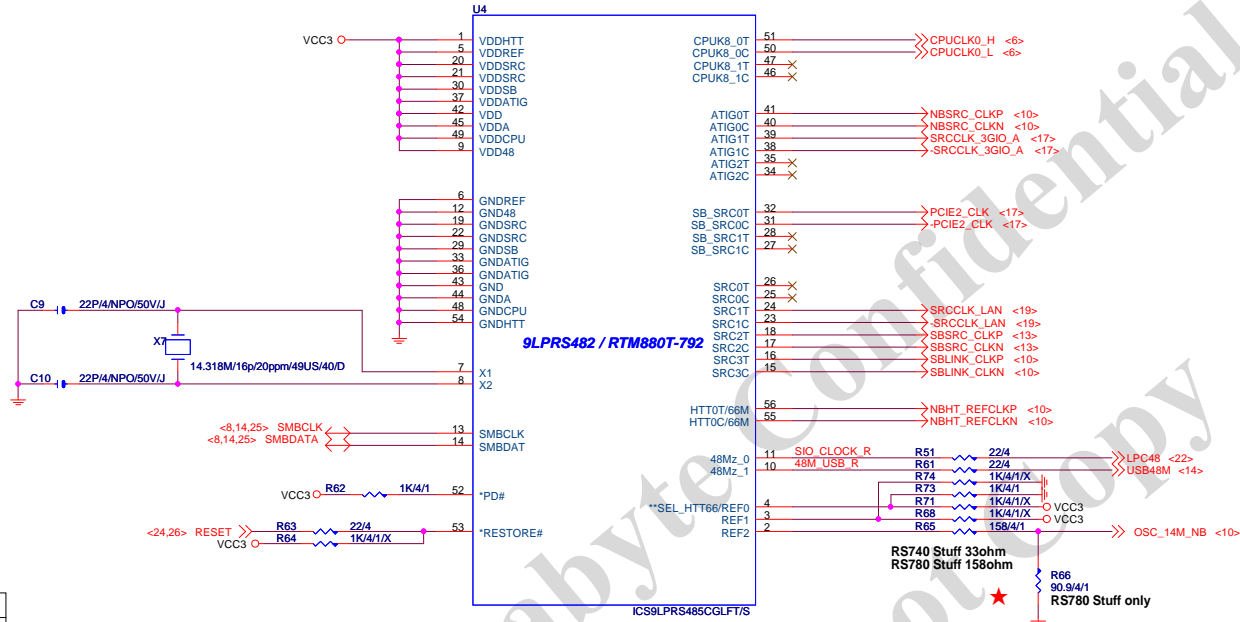 U4
VCC3
1 VDDHTT
5 VDDREF
20 VDDSRC
21 VDDSRC
30 VDDSB
37 VDDATIG
42 VDD
45 VDDA
49 VDDCPU
9 VDD48
6 GNDREF
12 GND48
19 GNDSRC
22 GNDSRC
29 GNDSB
33 GNDATIG
36 GNDATIG
43 GND
44 GNDA
48 GNDCPU
54 GNDHTT
C9 22P/4/NPO/50V/J
X7
14.318M/16p/20ppm/49US/40/D
C10 22P/4/NPO/50V/J
7 X1
8 X2
<8,14,25> SMBCLK 13 SMBCLK
<8,14,25> SMBDATA 14 SMBDAT
VCC3 R62 1K/4/1 52 *PD#
<24,26> RESET R63 22/4 53 *RESTORE#
VCC3 R64 1K/4/1/X
9LPRS482 / RTM880T-792
CPUK8_0T 51 CPUCLK0_H <6>
CPUK8_0C 50 CPUCLK0_L <6>
CPUK8_1T 47
CPUK8_1C 46
ATIG0T 41 NBSRC_CLKP <10>
ATIG0C 40 NBSRC_CLKN <10>
ATIG1T 39 SRCCLK_3GIO_A <17>
ATIG1C 38 -SRCCLK_3GIO_A <17>
ATIG2T 35
ATIG2C 34
SB_SRC0T 32 PCIE2_CLK <17>
SB_SRC0C 31 -PCIE2_CLK <17>
SB_SRC1T 28
SB_SRC1C 27
SRC0T 26
SRC0C 25
SRC1T 24 SRCCLK_LAN <19>
SRC1C 23 -SRCCLK_LAN <19>
SRC2T 18 SBSRC_CLKP <13>
SRC2C 17 SBSRC_CLKN <13>
SRC3T 16 SBLINK_CLKP <10>
SRC3C 15 SBLINK_CLKN <10>
HTT0T/66M 56 NBHT_REFCLKP <10>
HTT0C/66M 55 NBHT_REFCLKN <10>
48Mz_0 11 SIO_CLOCK_R R51 22/4 LPC48 <22>
48Mz_1 10 48M_USB_R R61 22/4 USB48M <14>
R74 1K/4/1/X
R73 1K/4/1
**SEL_HTT66/REF0 4 R71 1K/4/1/X VCC3
REF1 3 R68 1K/4/1/X VCC3
REF2 2 R65 158/4/1 OSC_14M_NB <10>
RS740 Stuff 33ohm
RS780 Stuff 158ohm
R66
90.9/4/1
RS780 Stuff only
ICS9LPRS485CGLFT/S
abyte Confidential
ot Copy